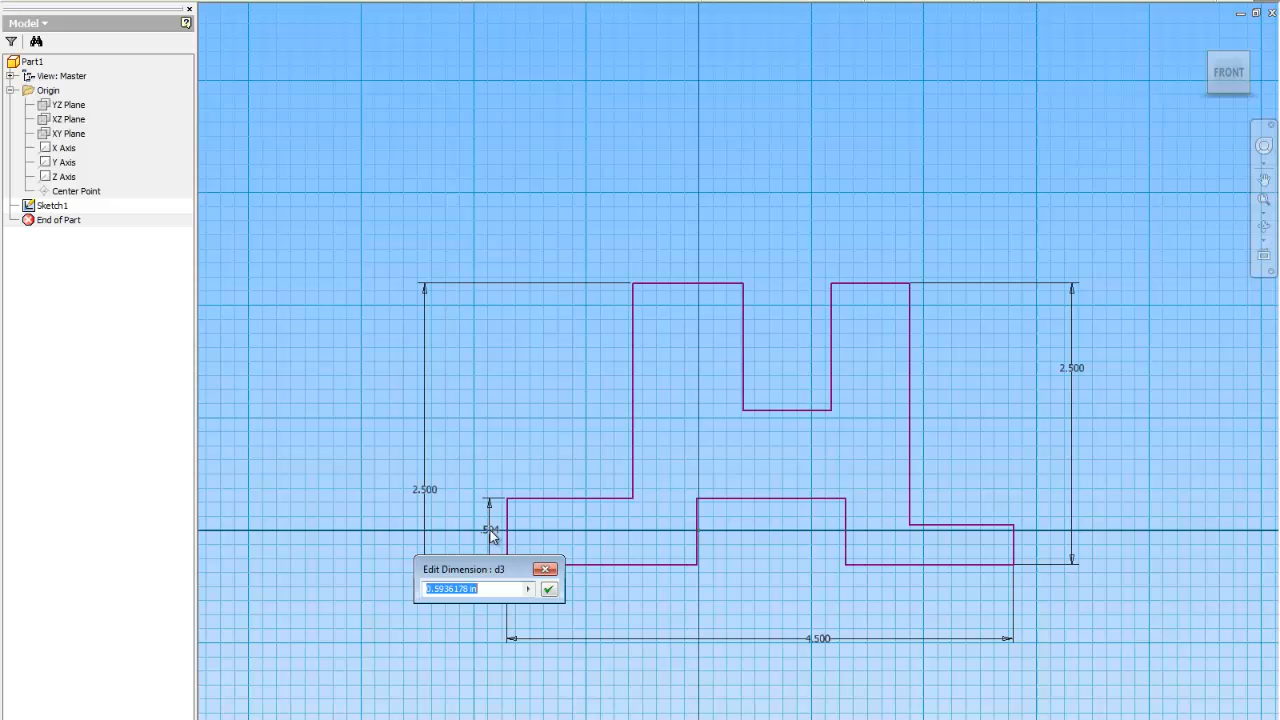 Model
Part1
View: Master
Origin
YZ Plane
XZ Plane
XY Plane
X Axis
Y Axis
Z Axis
Center Point
Sketch1
End of Part
FRONT
2.500
2.500
Edit Dimension : d3
0.5936178 in
4.500